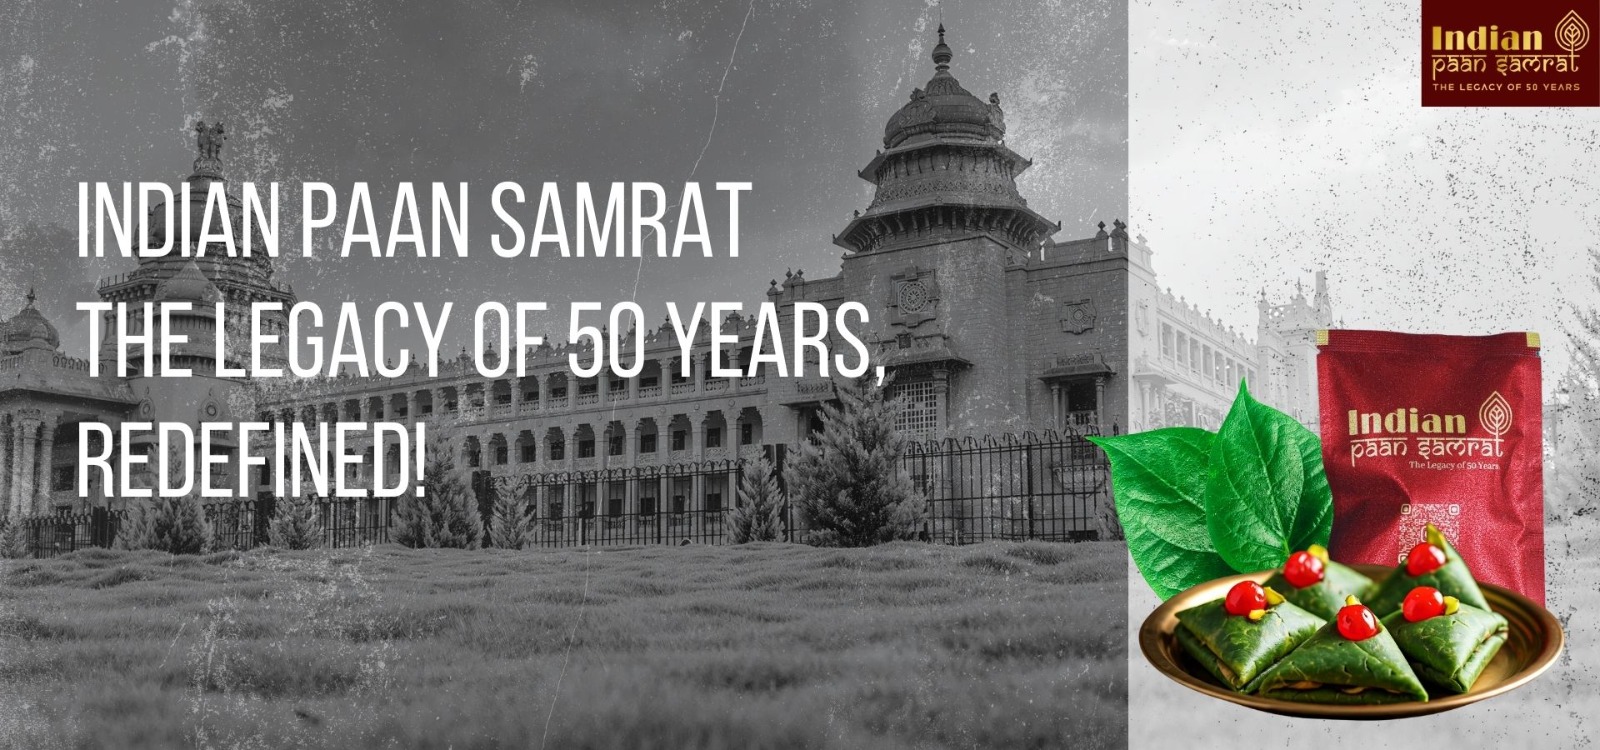 INDIAN PAAN SAMRAT
THE LEGACY OF 50 YEARS,
REDEFINED!
Indian
paan samrat
THE LEGACY OF 50 YEARS
Indian
paan samrat
The Legacy of 50 Years.